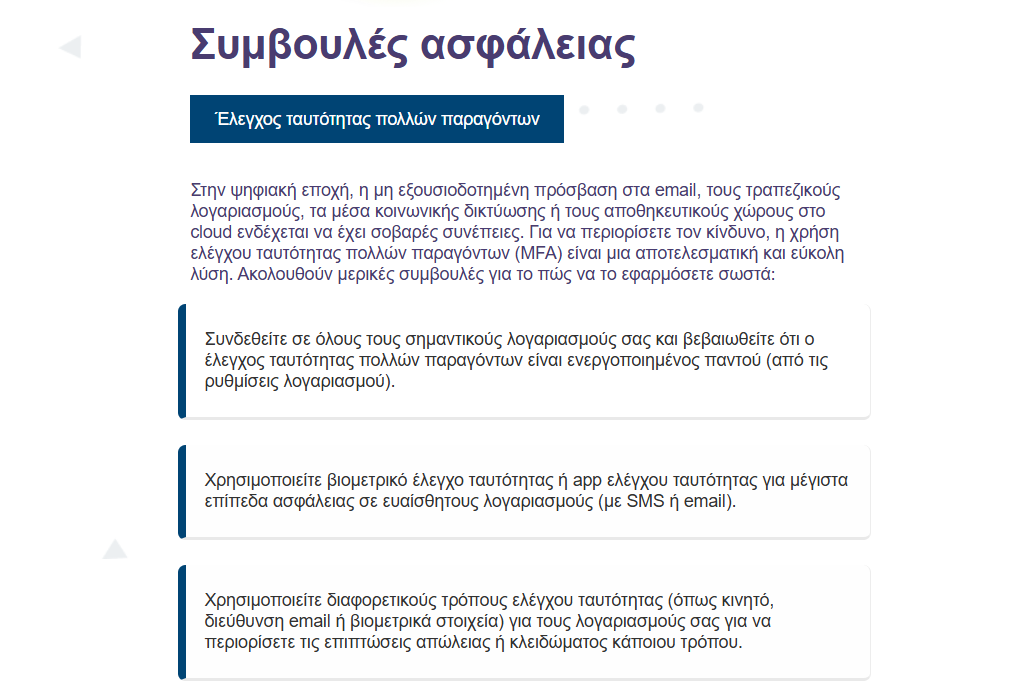 Συμβουλές ασφάλειας
Έλεγχος ταυτότητας πολλών παραγόντων
Στην ψηφιακή εποχή, η μη εξουσιοδοτημένη πρόσβαση στα email, τους τραπεζικούς
λογαριασμούς, τα μέσα κοινωνικής δικτύωσης ή τους αποθηκευτικούς χώρους στο
cloud ενδέχεται να έχει σοβαρές συνέπειες. Για να περιορίσετε τον κίνδυνο, η χρήση
ελέγχου ταυτότητας πολλών παραγόντων (MFA) είναι μια αποτελεσματική και εύκολη
λύση. Ακολουθούν μερικές συμβουλές για το πώς να το εφαρμόσετε σωστά:
Συνδεθείτε σε όλους τους σημαντικούς λογαριασμούς σας και βεβαιωθείτε ότι ο
έλεγχος ταυτότητας πολλών παραγόντων είναι ενεργοποιημένος παντού (από τις
ρυθμίσεις λογαριασμού).
Χρησιμοποιείτε βιομετρικό έλεγχο ταυτότητας ή app ελέγχου ταυτότητας για μέγιστα
επίπεδα ασφάλειας σε ευαίσθητους λογαριασμούς (με SMS ή email).
Χρησιμοποιείτε διαφορετικούς τρόπους ελέγχου ταυτότητας (όπως κινητό,
διεύθυνση email ή βιομετρικά στοιχεία) για τους λογαριασμούς σας για να
περιορίσετε τις επιπτώσεις απώλειας ή κλειδώματος κάποιου τρόπου.